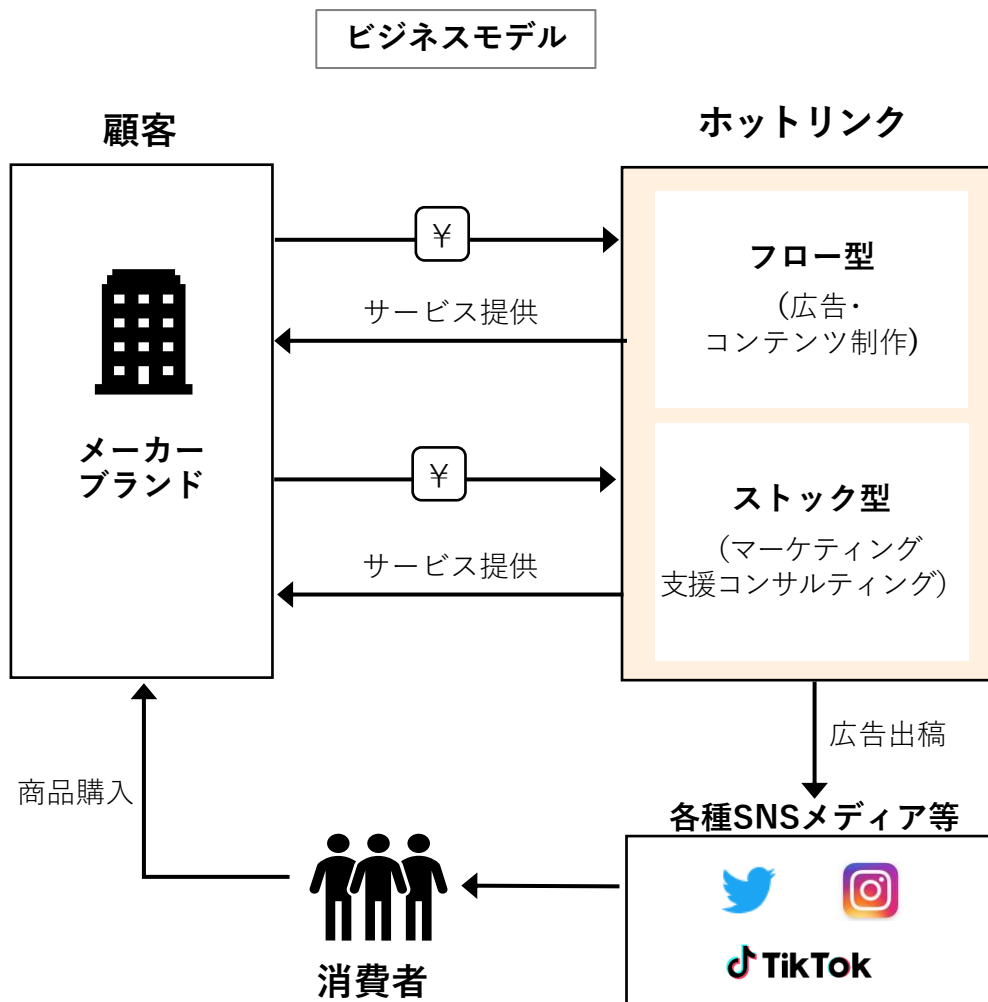 ビジネスモデル
顧客
ホットリンク
¥
フロー型
(広告・
コンテンツ制作)
サービス提供
メーカー
ブランド
¥
ストック型
(マーケティング
支援コンサルティング)
サービス提供
広告出稿
商品購入
各種SNSメディア等
TikTok
消費者